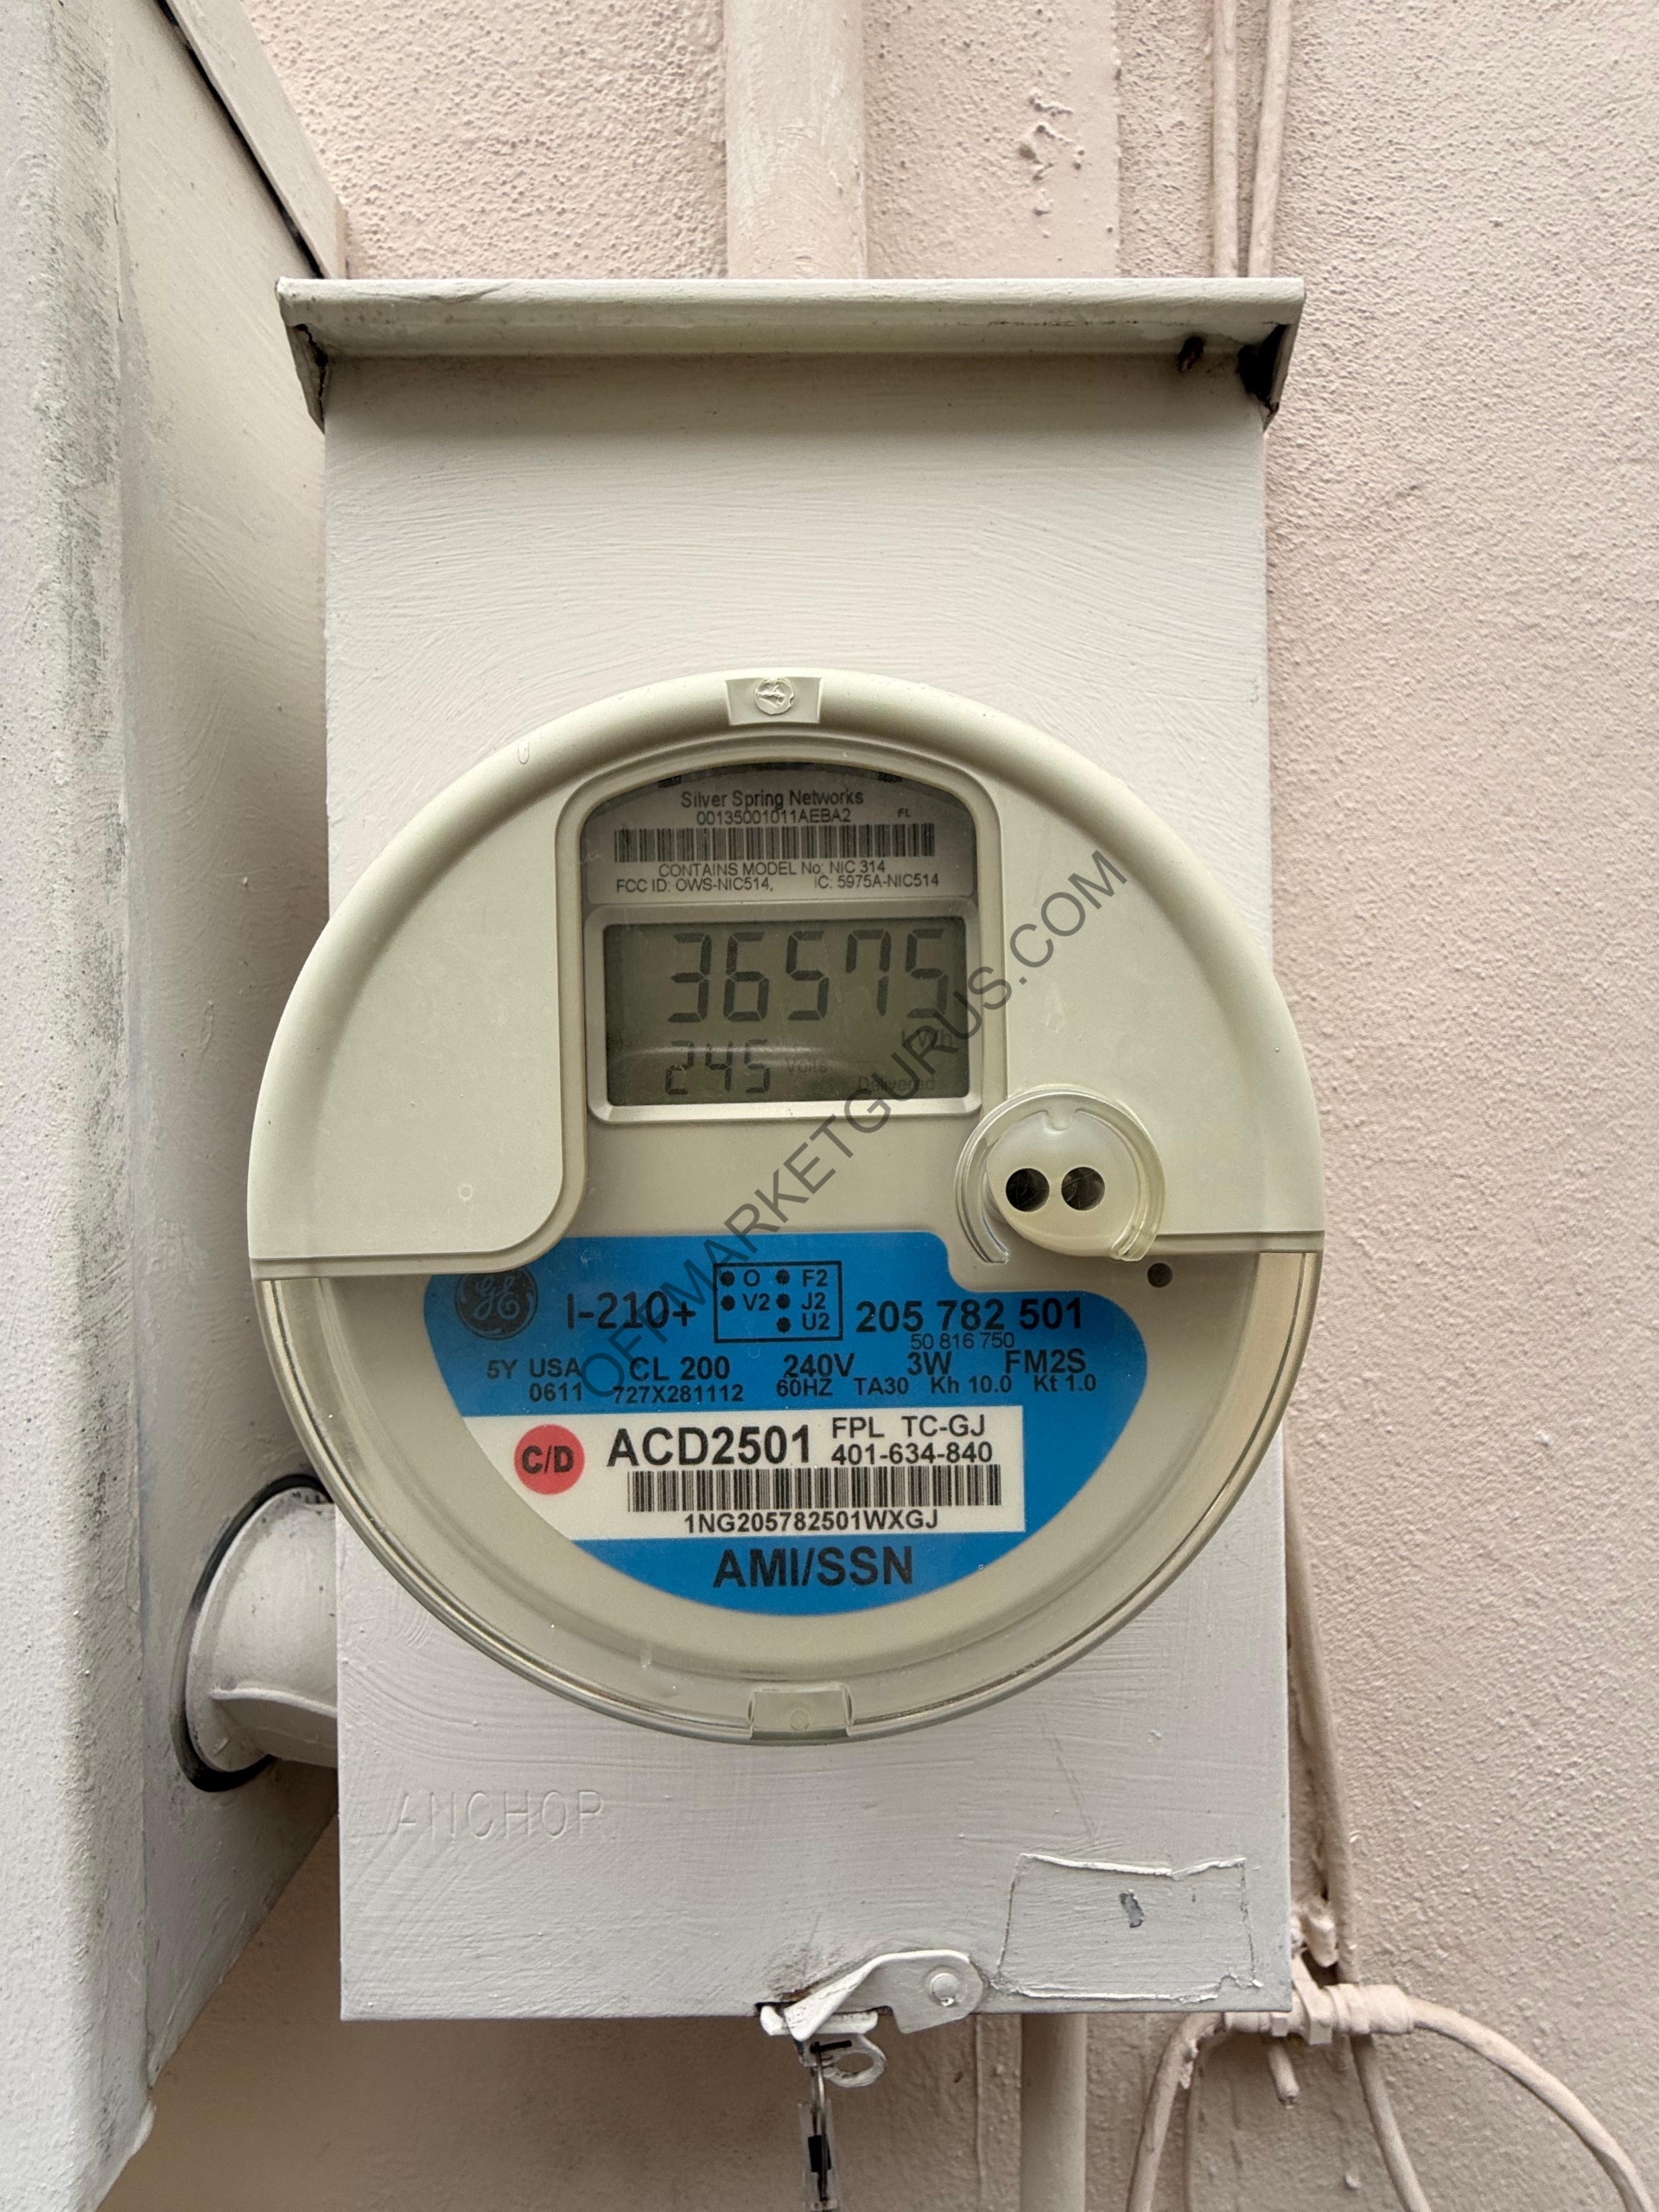 Silver Spring Networks
00135001011AEBA2 FL
CONTAINS MODEL No: NIC 314
FCC ID: OWS-NIC514, IC: 5975A-NIC514
36575
kWh
245 Volts
Delivered
OFFMARKETGURUS.COM
GE I-210+ O F2 V2 J2 U2 205 782 501
50 816 750
5Y USA CL 200 240V 3W FM2S
0611 727X281112 60HZ TA30 Kh 10.0 Kt 1.0
C/D ACD2501 FPL TC-GJ
401-634-840
1NG205782501WXGJ
AMI/SSN
ANCHOR